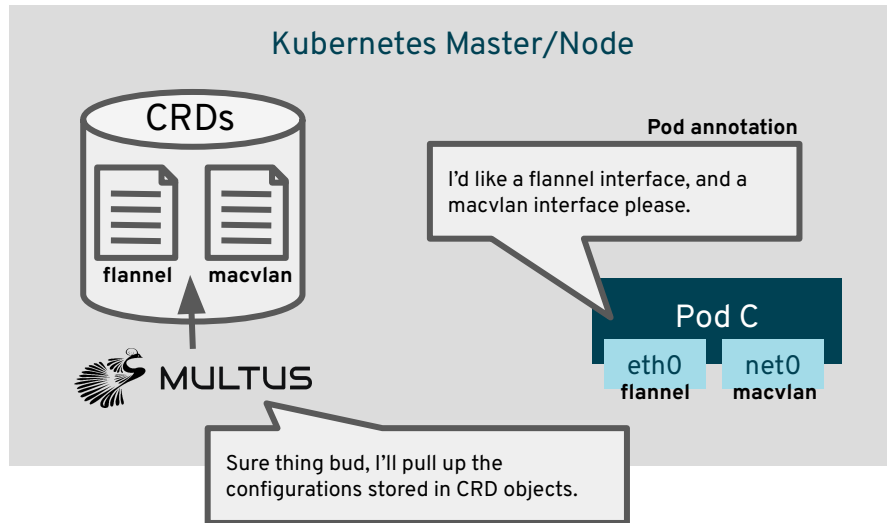 Kubernetes Master/Node
CRDs
flannel
macvlan
MULTUS
Pod annotation
I'd like a flannel interface, and a
macvlan interface please.
Pod C
eth0
flannel
net0
macvlan
Sure thing bud, I'll pull up the
configurations stored in CRD objects.